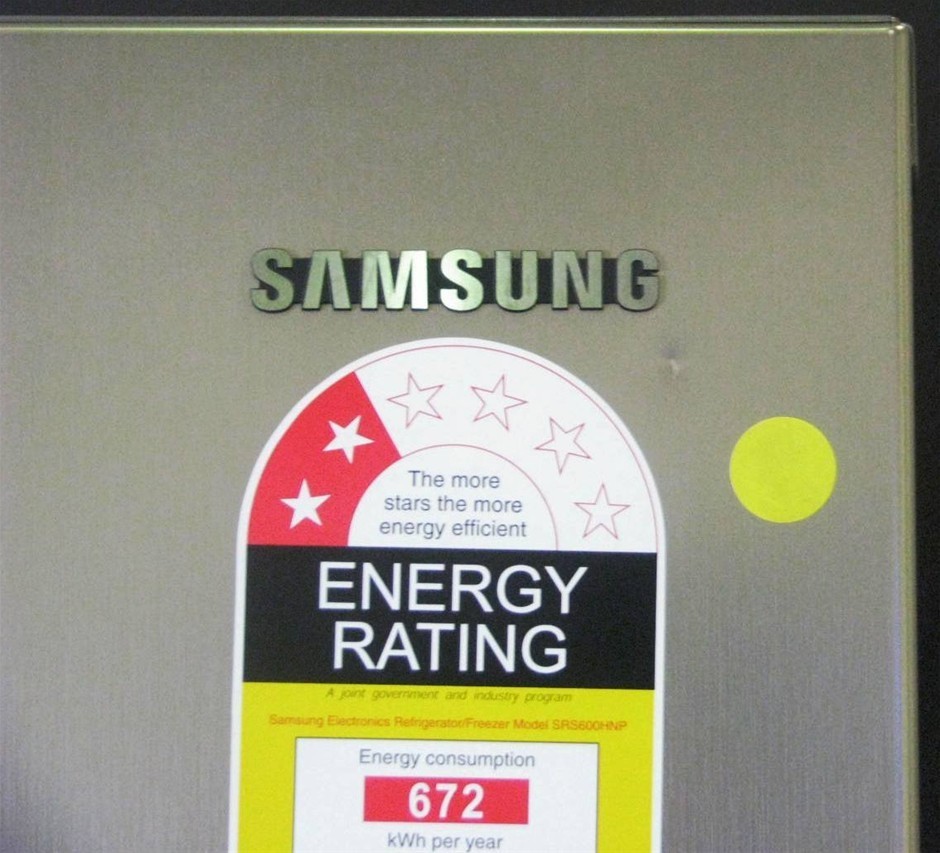 SAMSUNG
The more
stars the more
energy efficient
ENERGY
RATING
A joint government and industry program
Samsung Electronics Refrigerator/Freezer Model SRS600HNP
Energy consumption
672
kWh per year